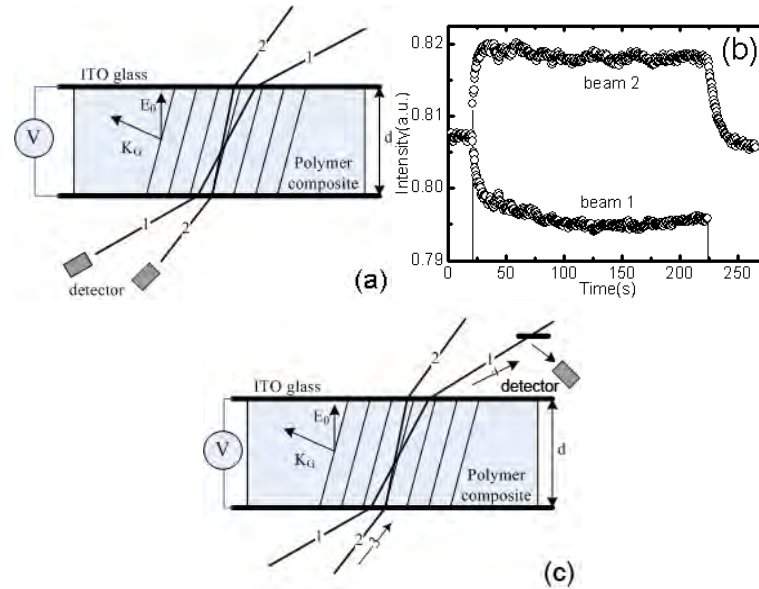 2
1
ITO glass
E₀
K_G
V
d
Polymer
composite
1
2
detector
(a)
0.82
0.81
0.80
0.79
Intensity(a.u.)
(b)
beam 2
beam 1
0 50 100 150 200 250
Time(s)
2
1
detector
ITO glass
E₀
K_G
V
d
Polymer
composite
1
2
3
(c)